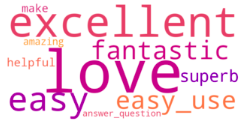 make
excellent
amazing fantastic
helpful love superb
easy easy_use
answer_question